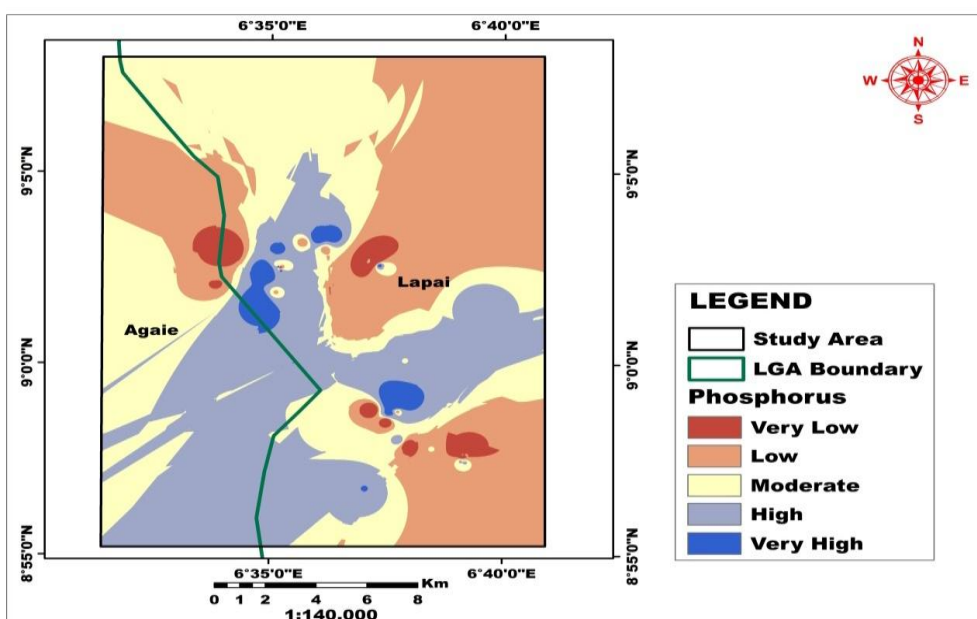 6°35'0"E
6°40'0"E
N
W
E
S
9°5'0"N
9°5'0"N
Lapai
Agaie
9°0'0"N
9°0'0"N
8°55'0"N
8°55'0"N
6°35'0"E
6°40'0"E
Km
0 1 2 4 6 8
1:140,000
LEGEND
Study Area
LGA Boundary
Phosphorus
Very Low
Low
Moderate
High
Very High